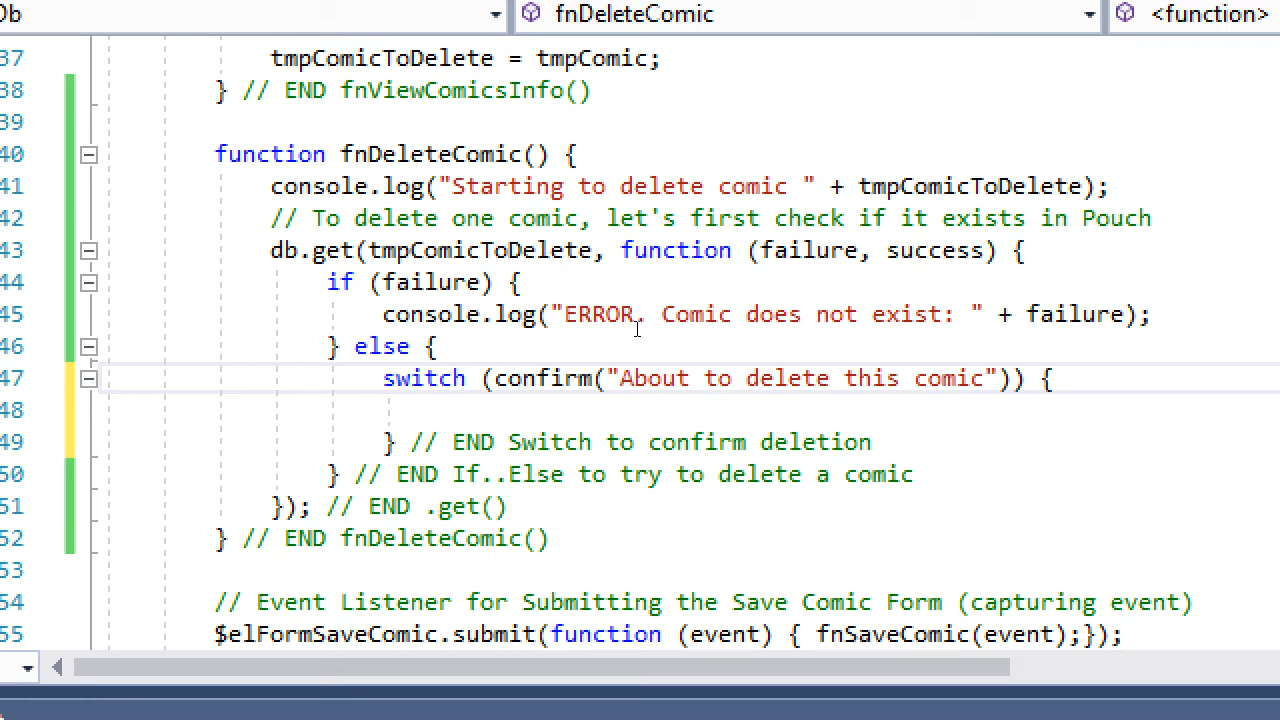 Ob fnDeleteComic <function>
37 tmpComicToDelete = tmpComic;
38 } // END fnViewComicsInfo()
39
40 function fnDeleteComic() {
41 console.log("Starting to delete comic " + tmpComicToDelete);
42 // To delete one comic, let's first check if it exists in Pouch
43 db.get(tmpComicToDelete, function (failure, success) {
44 if (failure) {
45 console.log("ERROR. Comic does not exist: " + failure);
46 } else {
47 switch (confirm("About to delete this comic")) {
48
49 } // END Switch to confirm deletion
50 } // END If..Else to try to delete a comic
51 }); // END .get()
52 } // END fnDeleteComic()
53
54 // Event Listener for Submitting the Save Comic Form (capturing event)
55 $elFormSaveComic.submit(function (event) { fnSaveComic(event);});